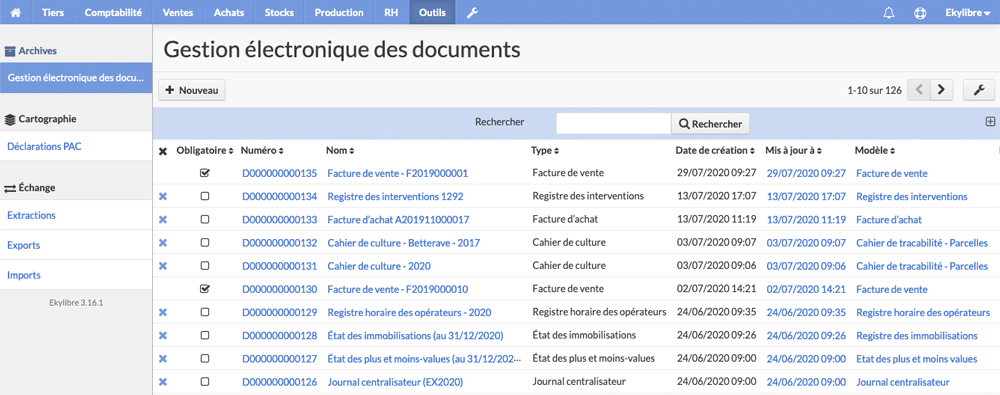 Tiers Comptabilité Ventes Achats Stocks Production RH Outils Ekylibre
Archives
Gestion électronique des docu...
Cartographie
Déclarations PAC
Échange
Extractions
Exports
Imports
Ekylibre 3.16.1
Gestion électronique des documents
Nouveau 1-10 sur 126
Rechercher Rechercher
Obligatoire Numéro Nom Type Date de création Mis à jour à Modèle
D000000000135 Facture de vente - F2019000001 Facture de vente 29/07/2020 09:27 29/07/2020 09:27 Facture de vente
D000000000134 Registre des interventions 1292 Registre des interventions 13/07/2020 17:07 13/07/2020 17:07 Registre des interventions
D000000000133 Facture d'achat A201911000017 Facture d'achat 13/07/2020 11:19 13/07/2020 11:19 Facture d'achat
D000000000132 Cahier de culture - Betterave - 2017 Cahier de culture 03/07/2020 09:07 03/07/2020 09:07 Cahier de tracabilité - Parcelles
D000000000131 Cahier de culture - 2020 Cahier de culture 03/07/2020 09:06 03/07/2020 09:06 Cahier de tracabilité - Parcelles
D000000000130 Facture de vente - F2019000010 Facture de vente 02/07/2020 14:21 02/07/2020 14:21 Facture de vente
D000000000129 Registre horaire des opérateurs - 2020 Registre horaire des opérateurs 24/06/2020 09:35 24/06/2020 09:35 Registre horaire des opérateurs
D000000000128 État des immobilisations (au 31/12/2020) État des immobilisations 24/06/2020 09:26 24/06/2020 09:26 Registre des immobilisations
D000000000127 État des plus et moins-values (au 31/12/202... État des plus et moins-values 24/06/2020 09:00 24/06/2020 09:00 Etat des plus et moins values
D000000000126 Journal centralisateur (EX2020) Journal centralisateur 24/06/2020 09:00 24/06/2020 09:00 Journal centralisateur